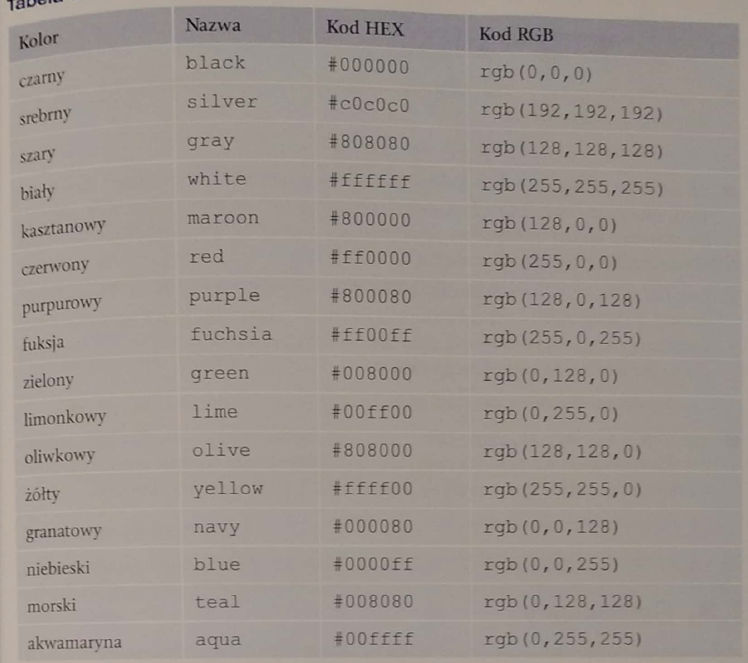 Tabela
Kolor Nazwa Kod HEX Kod RGB
czarny black #000000 rgb(0,0,0)
srebrny silver #c0c0c0 rgb(192,192,192)
szary gray #808080 rgb(128,128,128)
biały white #ffffff rgb(255,255,255)
kasztanowy maroon #800000 rgb(128,0,0)
czerwony red #ff0000 rgb(255,0,0)
purpurowy purple #800080 rgb(128,0,128)
fuksja fuchsia #ff00ff rgb(255,0,255)
zielony green #008000 rgb(0,128,0)
limonkowy lime #00ff00 rgb(0,255,0)
oliwkowy olive #808000 rgb(128,128,0)
żółty yellow #ffff00 rgb(255,255,0)
granatowy navy #000080 rgb(0,0,128)
niebieski blue #0000ff rgb(0,0,255)
morski teal #008080 rgb(0,128,128)
akwamaryna aqua #00ffff rgb(0,255,255)